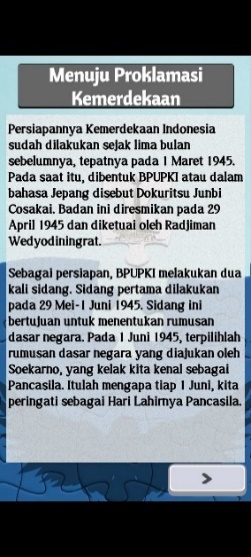 Menuju Proklamasi
Kemerdekaan
Persiapannya Kemerdekaan Indonesia
sudah dilakukan sejak lima bulan
sebelumnya, tepatnya pada 1 Maret 1945.
Pada saat itu, dibentuk BPUPKI atau dalam
bahasa Jepang disebut Dokuritsu Junbi
Cosakai. Badan ini diresmikan pada 29
April 1945 dan diketuai oleh Radjiman
Wedyodiningrat.
Sebagai persiapan, BPUPKI melakukan dua
kali sidang. Sidang pertama dilakukan
pada 29 Mei-1 Juni 1945. Sidang ini
bertujuan untuk menentukan rumusan
dasar negara. Pada 1 Juni 1945, terpilihlah
rumusan dasar negara yang diajukan oleh
Soekarno, yang kelak kita kenal sebagai
Pancasila. Itulah mengapa tiap 1 Juni, kita
peringati sebagai Hari Lahirnya Pancasila.
>